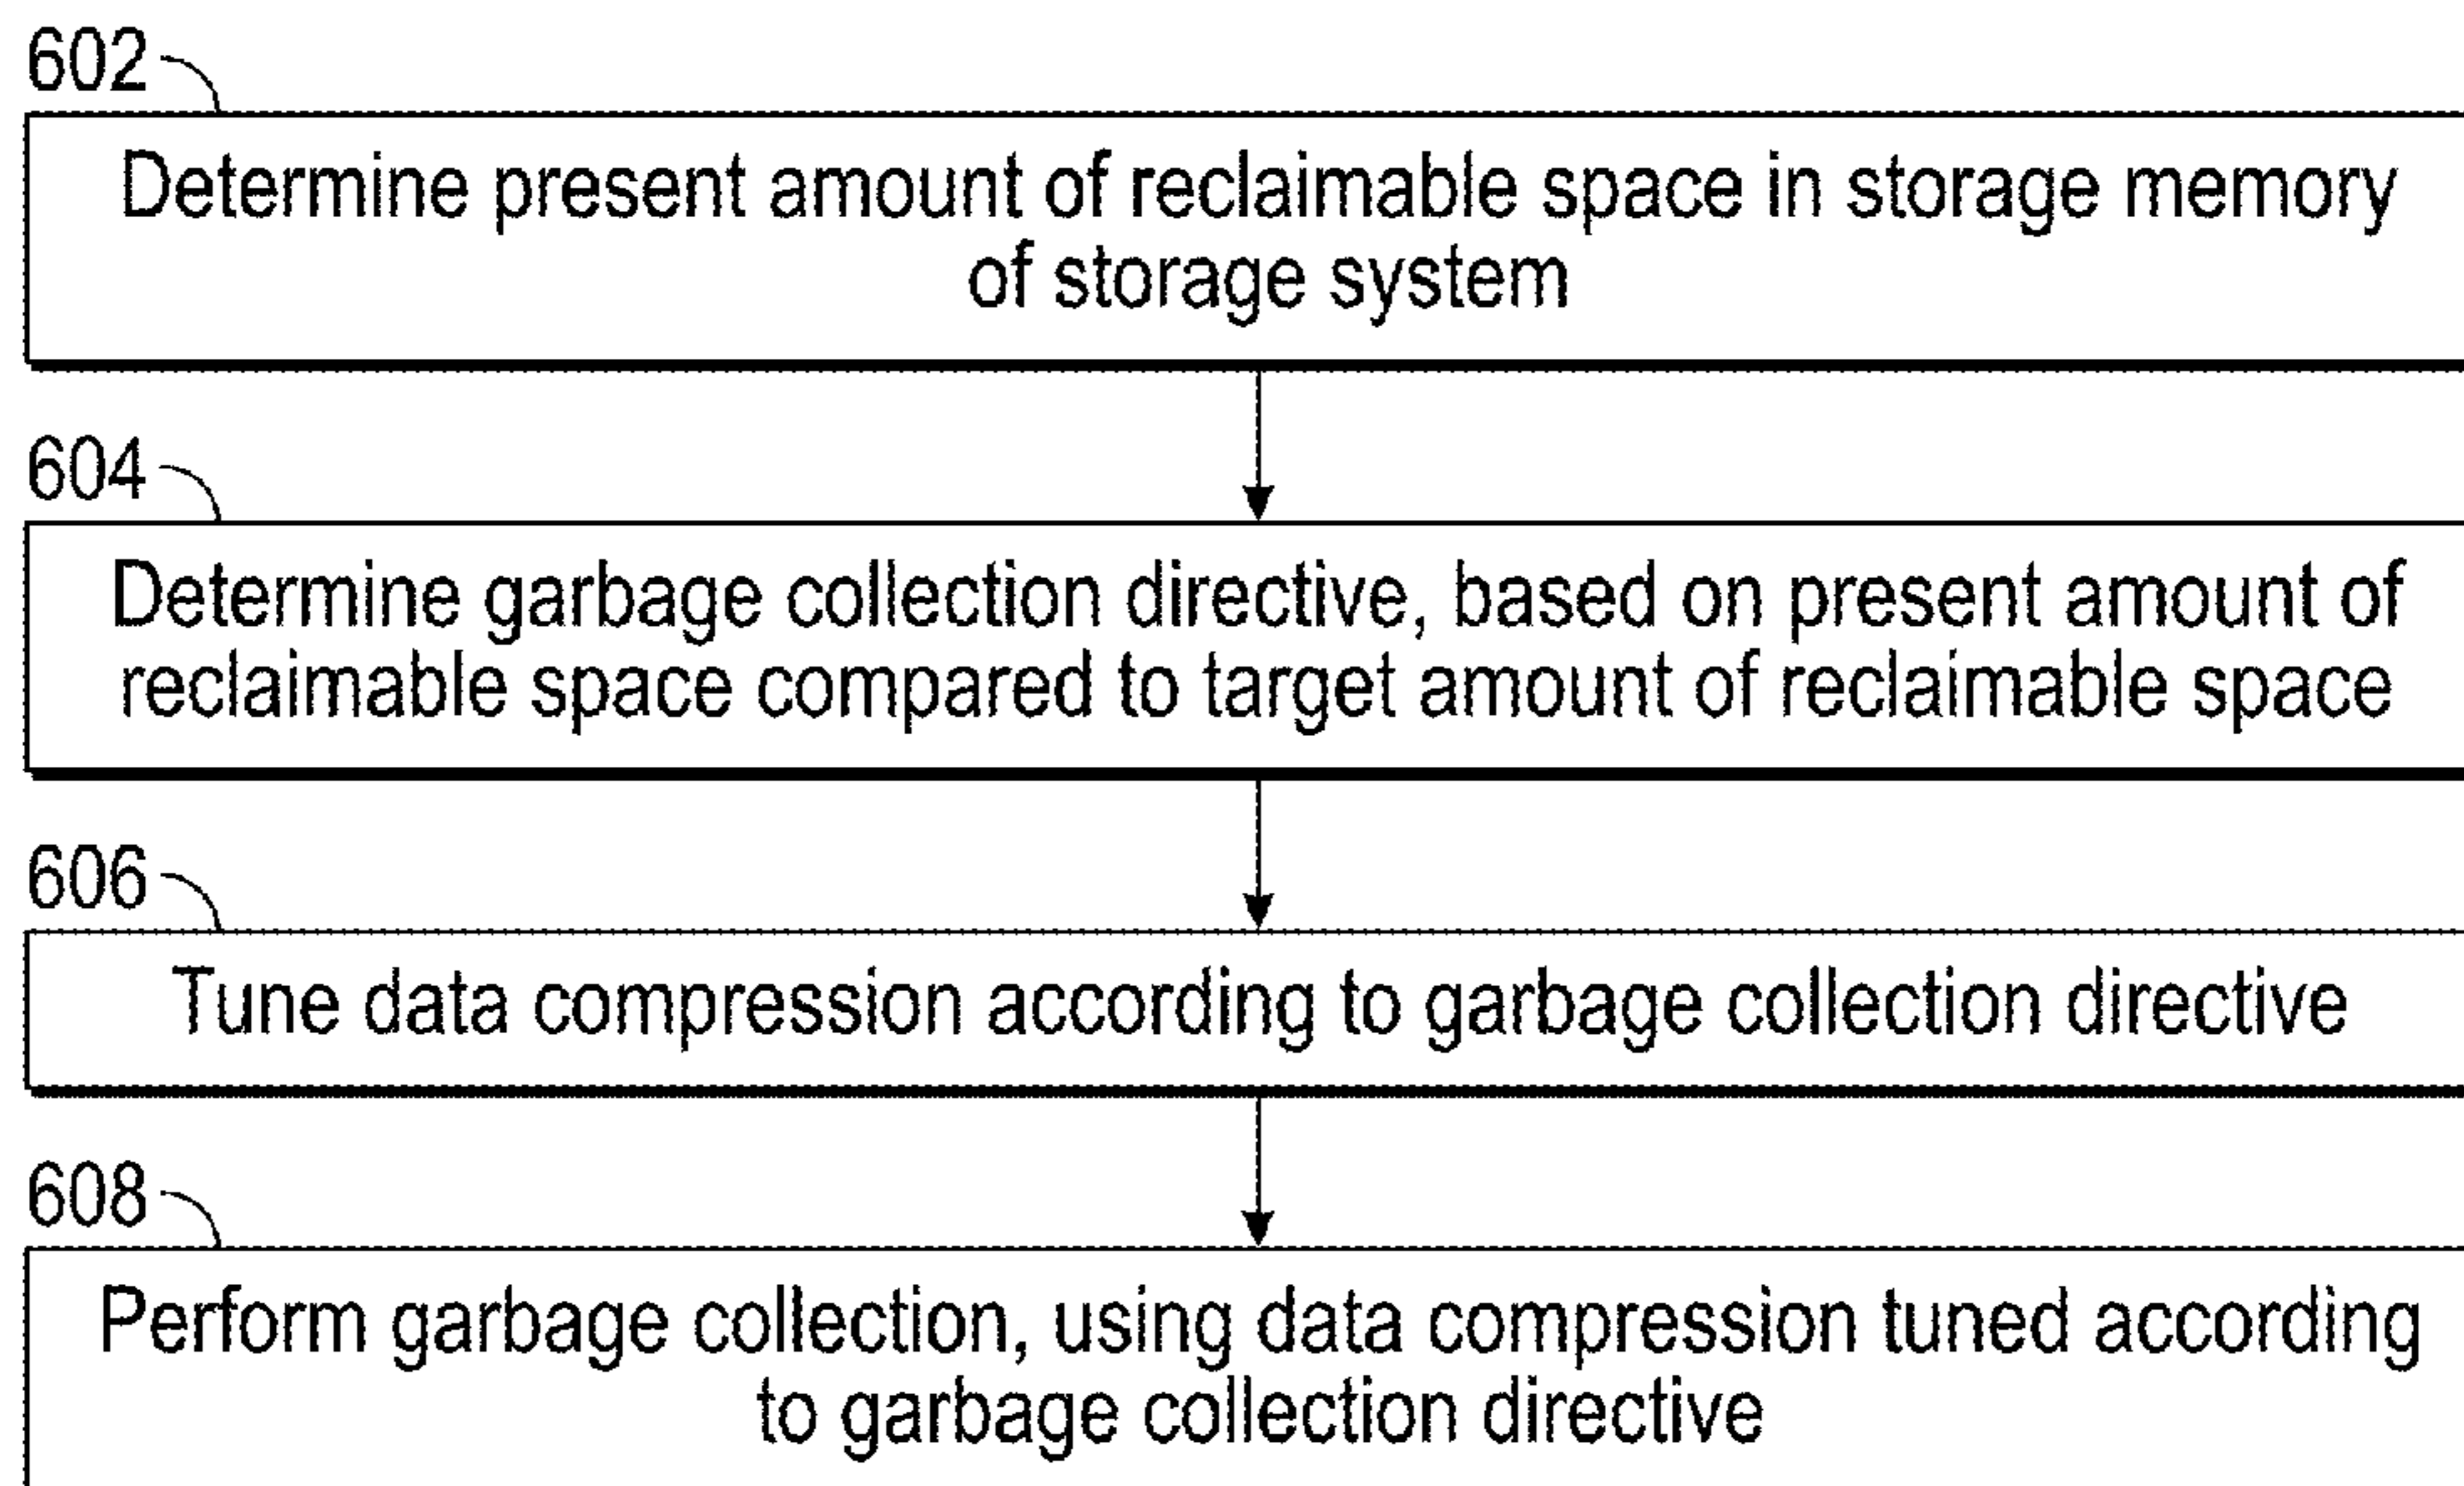 602
Determine present amount of reclaimable space in storage memory
of storage system
604
Determine garbage collection directive, based on present amount of
reclaimable space compared to target amount of reclaimable space
606
Tune data compression according to garbage collection directive
608
Perform garbage collection, using data compression tuned according
to garbage collection directive